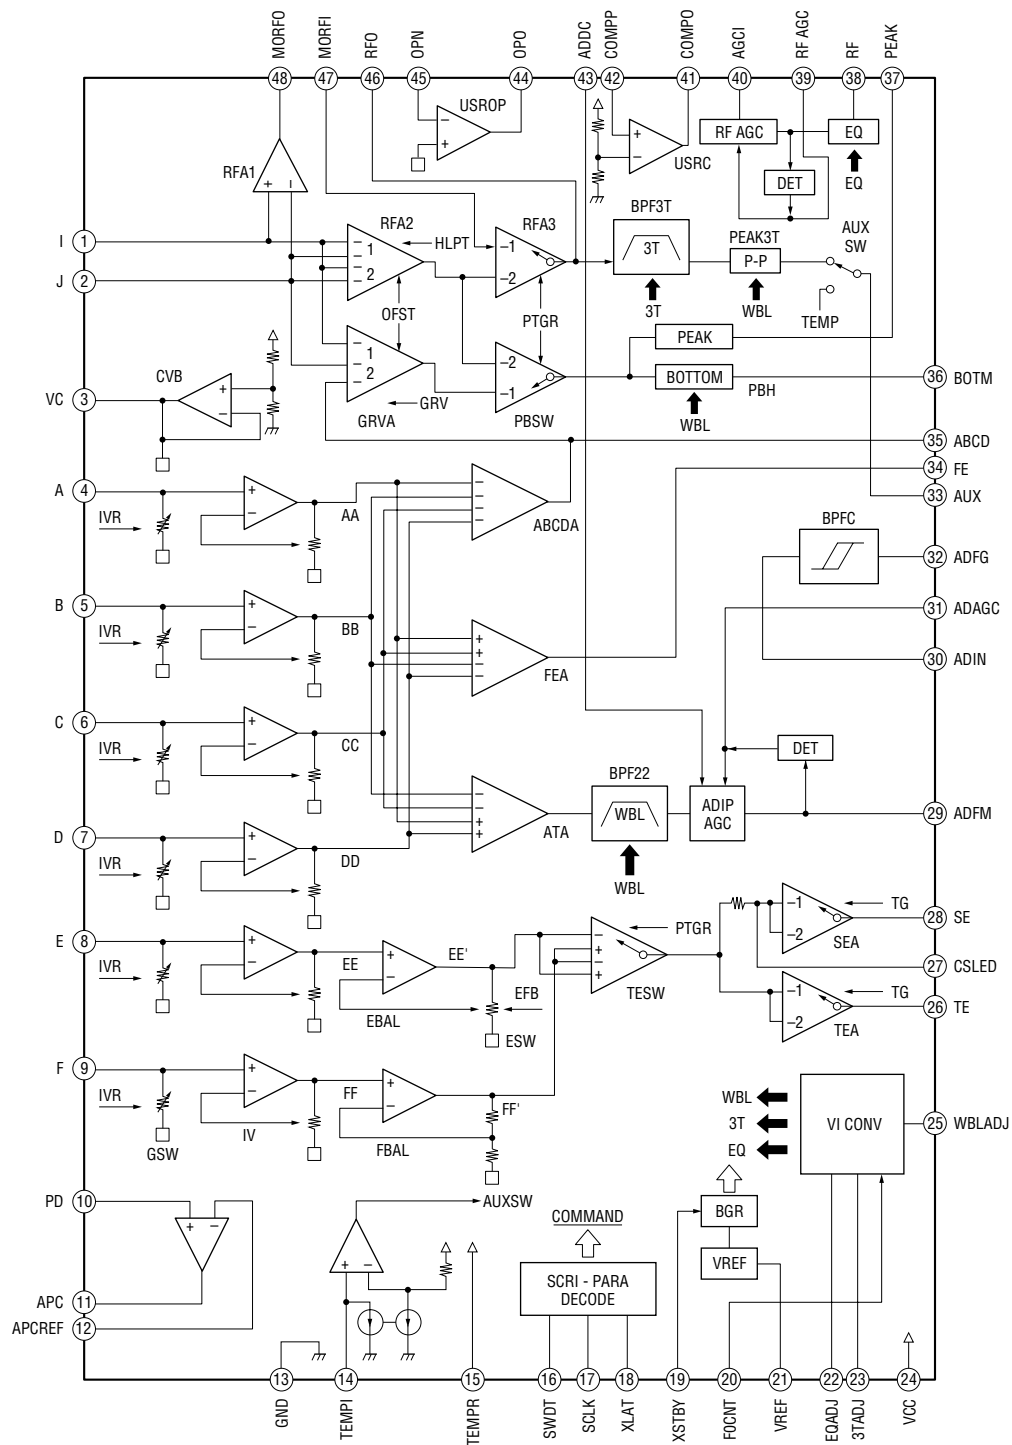 MORFO
MORFI
RFO
OPN
OPO
ADDC
COMPP
COMPO
AGCI
RF AGC
RF
PEAK
48
47
46
45
44
43
42
41
40
39
38
37
USROP
−
+
+
−
USRC
RF AGC
EQ
DET
EQ
RFA1
+ −
RFA2
RFA3
BPF3T
PEAK3T
AUX
SW
I 1
−
− 1
−
− 2
HLPT
−1
−2
3T
P-P
J 2
OFST
PTGR
3T
WBL
TEMP
PEAK
− 1
− 2
−
−2
−1
BOTTOM
PBH
36 BOTM
CVB
+
−
VC 3
GRV
GRVA
PBSW
WBL
35 ABCD
34 FE
33 AUX
A 4
IVR
+
−
AA
−
−
−
−
ABCDA
BPFC
32 ADFG
B 5
IVR
+
−
BB
31 ADAGC
+
+
−
−
FEA
30 ADIN
C 6
IVR
+
−
CC
DET
BPF22
−
−
+
+
ATA
WBL
ADIP
AGC
29 ADFM
D 7
IVR
+
−
DD
WBL
E 8
IVR
+
−
EE
+
−
EE'
EFB
EBAL
ESW
−
+
−
+
PTGR
TESW
−1
−2
TG
SEA
28 SE
27 CSLED
−1
−2
TG
TEA
26 TE
F 9
IVR
GSW
+
−
IV
FF
+
−
FBAL
FF'
WBL
3T
EQ
VI CONV
25 WBLADJ
PD 10
+ −
AUXSW
COMMAND
BGR
+ −
SCRI - PARA
DECODE
VREF
APC 11
APCREF 12
13
14
15
16
17
18
19
20
21
22
23
24
GND
TEMPI
TEMPR
SWDT
SCLK
XLAT
XSTBY
FOCNT
VREF
EQADJ
3TADJ
VCC